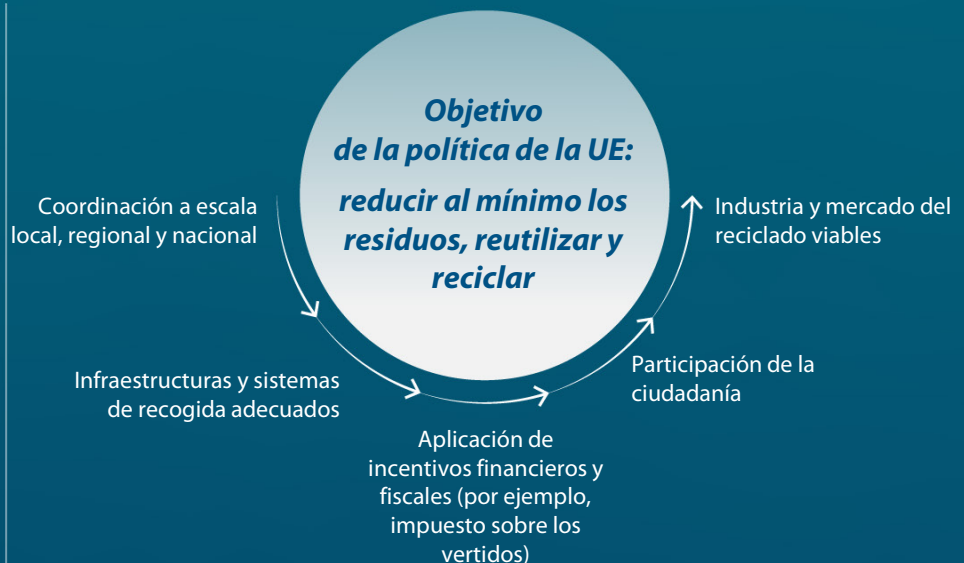 Objetivo
de la política de la UE:
reducir al mínimo los
residuos, reutilizar y
reciclar
Coordinación a escala
local, regional y nacional
Infraestructuras y sistemas
de recogida adecuados
Aplicación de
incentivos financieros y
fiscales (por ejemplo,
impuesto sobre los
vertidos)
Participación de la
ciudadanía
Industria y mercado del
reciclado viables